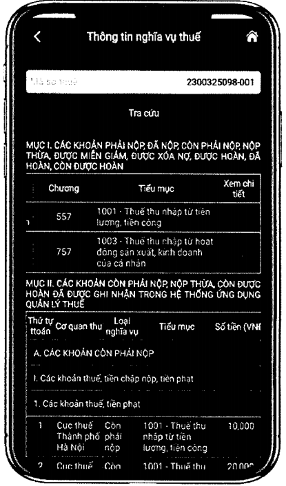 Thông tin nghĩa vụ thuế
Mã số thuế 2300325098-001
Tra cứu
MỤC I. CÁC KHOẢN PHẢI NỘP, ĐÃ NỘP, CÒN PHẢI NỘP, NỘP
THỪA, ĐƯỢC MIỄN GIẢM, ĐƯỢC XÓA NỢ, ĐƯỢC HOÀN, ĐÃ
HOÀN, CÒN ĐƯỢC HOÀN
Chương Tiểu mục Xem chi
tiết
557 1001 - Thuế thu nhập từ tiền
lương, tiền công
757 1003 - Thuế thu nhập từ hoạt
động sản xuất, kinh doanh
của cá nhân
MỤC II. CÁC KHOẢN CÒN PHẢI NỘP, NỘP THỪA, CÒN ĐƯỢC
HOÀN ĐÃ ĐƯỢC GHI NHẬN TRONG HỆ THỐNG ỨNG DỤNG
QUẢN LÝ THUẾ
Thứ tự Cơ quan thu Loại Tiểu mục Số tiền (VNĐ
ttoán nghĩa vụ
A. CÁC KHOẢN CÒN PHẢI NỘP
I. Các khoản thuế, tiền chập nộp, tiền phạt
1. Các khoản thuế, tiền phạt
1 Cục thuế Còn 1001 - Thuế thu 10,000
Thành phố phải nhập từ tiền
Hà Nội nộp lương, tiền công
2 Cục thuế Còn 1001 - Thuế thu 20,000